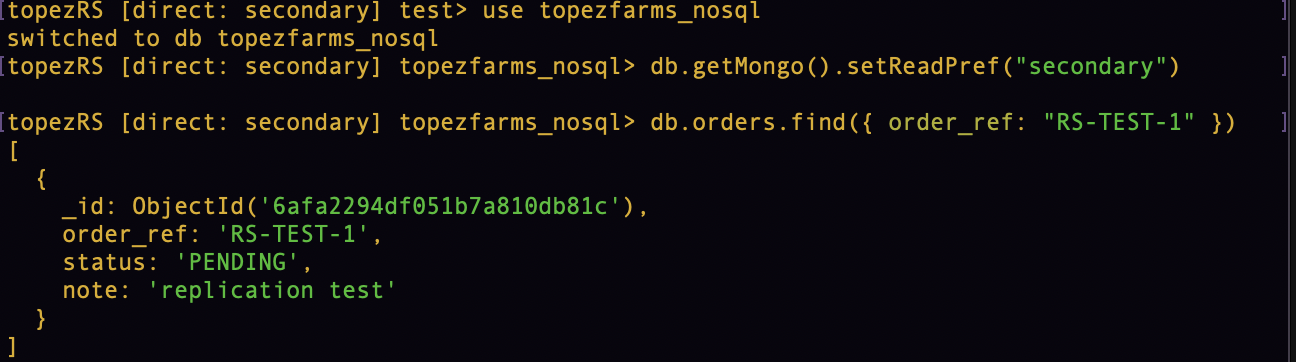 [topezRS [direct: secondary] test> use topezfarms_nosql ]
switched to db topezfarms_nosql
[topezRS [direct: secondary] topezfarms_nosql> db.getMongo().setReadPref("secondary") ]
[topezRS [direct: secondary] topezfarms_nosql> db.orders.find({ order_ref: "RS-TEST-1" }) ]
[
  {
    _id: ObjectId('6afa2294df051b7a810db81c'),
    order_ref: 'RS-TEST-1',
    status: 'PENDING',
    note: 'replication test'
  }
]